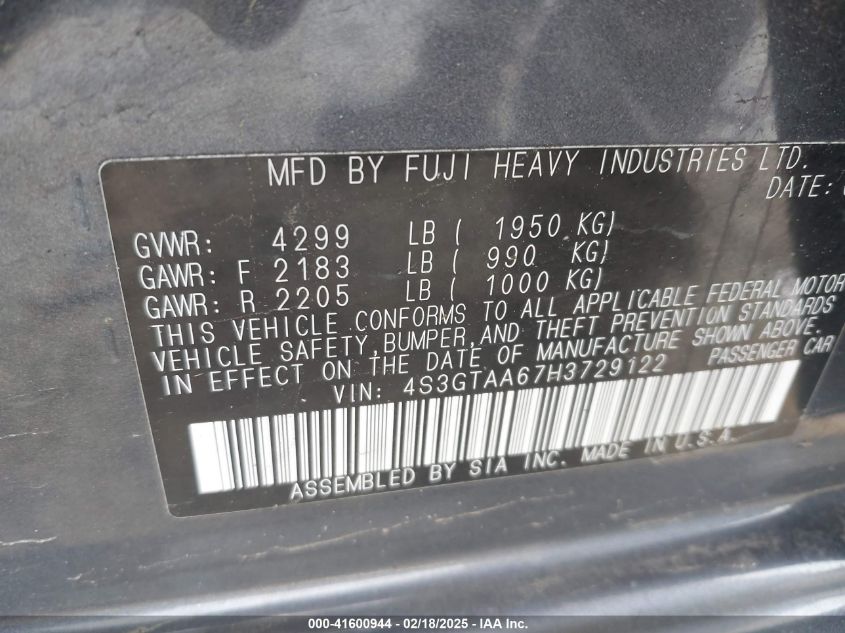 MFD BY FUJI HEAVY INDUSTRIES LTD.
DATE:
GVWR: 4299 LB ( 1950 KG)
GAWR: F 2183 LB ( 990 KG)
GAWR: R 2205 LB ( 1000 KG)
THIS VEHICLE CONFORMS TO ALL APPLICABLE FEDERAL MOTOR
VEHICLE SAFETY, BUMPER, AND THEFT PREVENTION STANDARDS
IN EFFECT ON THE DATE OF MANUFACTURE SHOWN ABOVE.
VIN: 4S3GTAA67H3729122 PASSENGER CAR
ASSEMBLED BY SIA INC. MADE IN U.S.A.
000-41600944 - 02/18/2025 - IAA Inc.